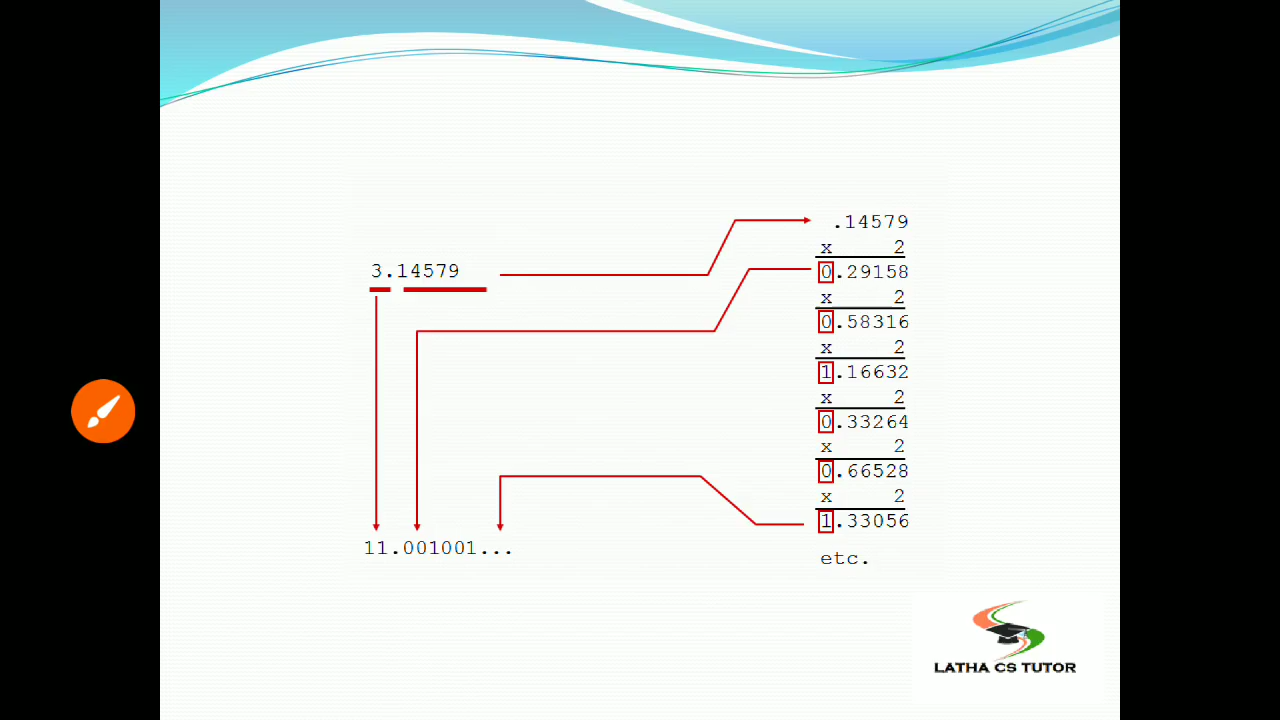 3.14579
11.001001...
.14579
x 2
0.29158
x 2
0.58316
x 2
1.16632
x 2
0.33264
x 2
0.66528
x 2
1.33056
etc.
LATHA CS TUTOR